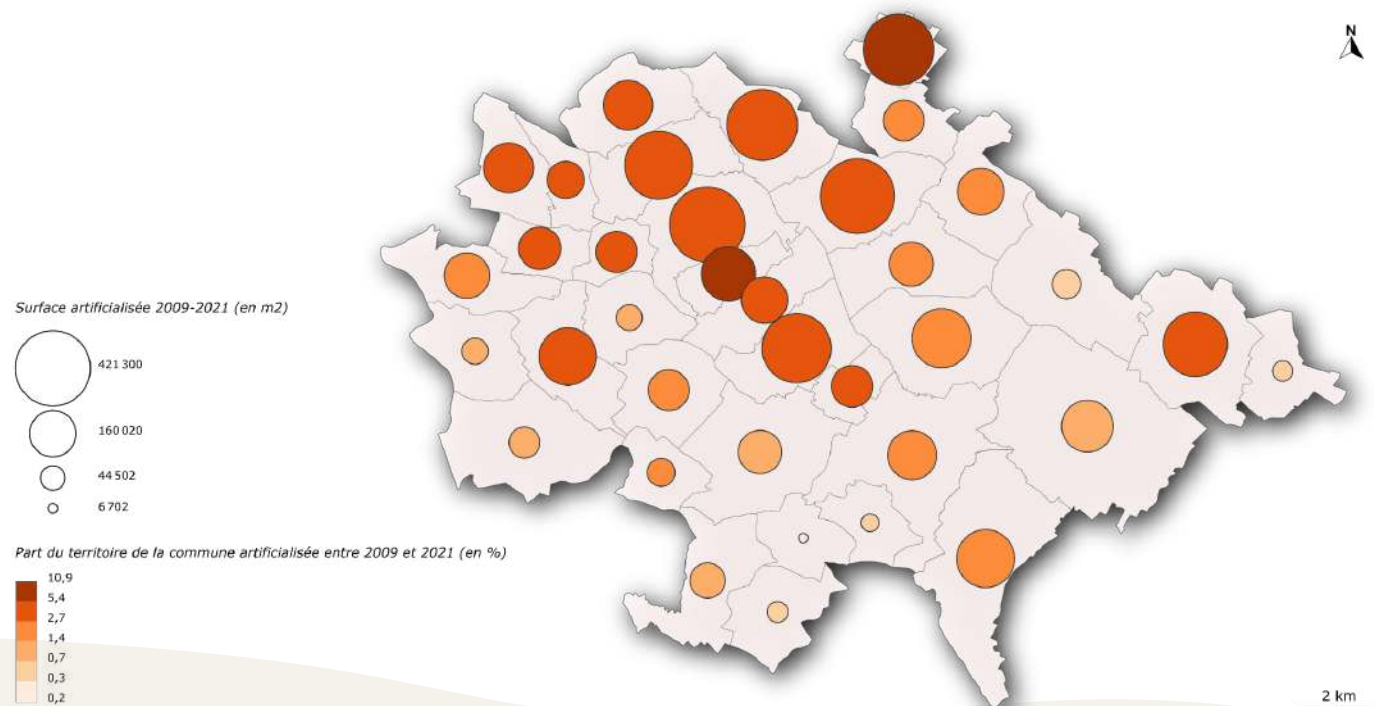 N
Surface artificialisée 2009-2021 (en m2)
421 300
160 020
44 502
6 702
Part du territoire de la commune artificialisée entre 2009 et 2021 (en %)
10,9
5,4
2,7
1,4
0,7
0,3
0,2
2 km